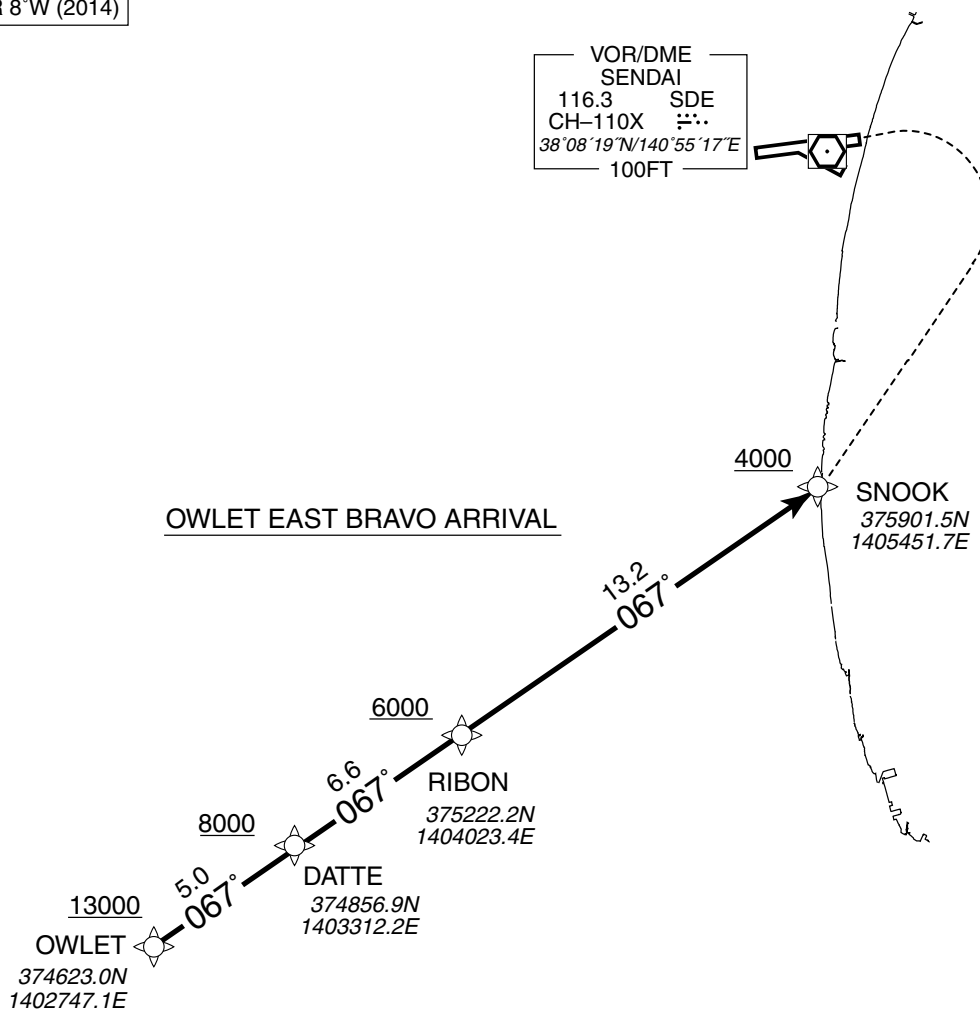 R 8°W (2014)
VOR/DME
SENDAI
116.3 SDE
CH–110X
38°08´19˝N/140°55´17˝E
100FT
4000
SNOOK
375901.5N
1405451.7E
OWLET EAST BRAVO ARRIVAL
13.2
067°
6000
RIBON
375222.2N
1404023.4E
6.6
067°
8000
DATTE
374856.9N
1403312.2E
5.0
067°
13000
OWLET
374623.0N
1402747.1E